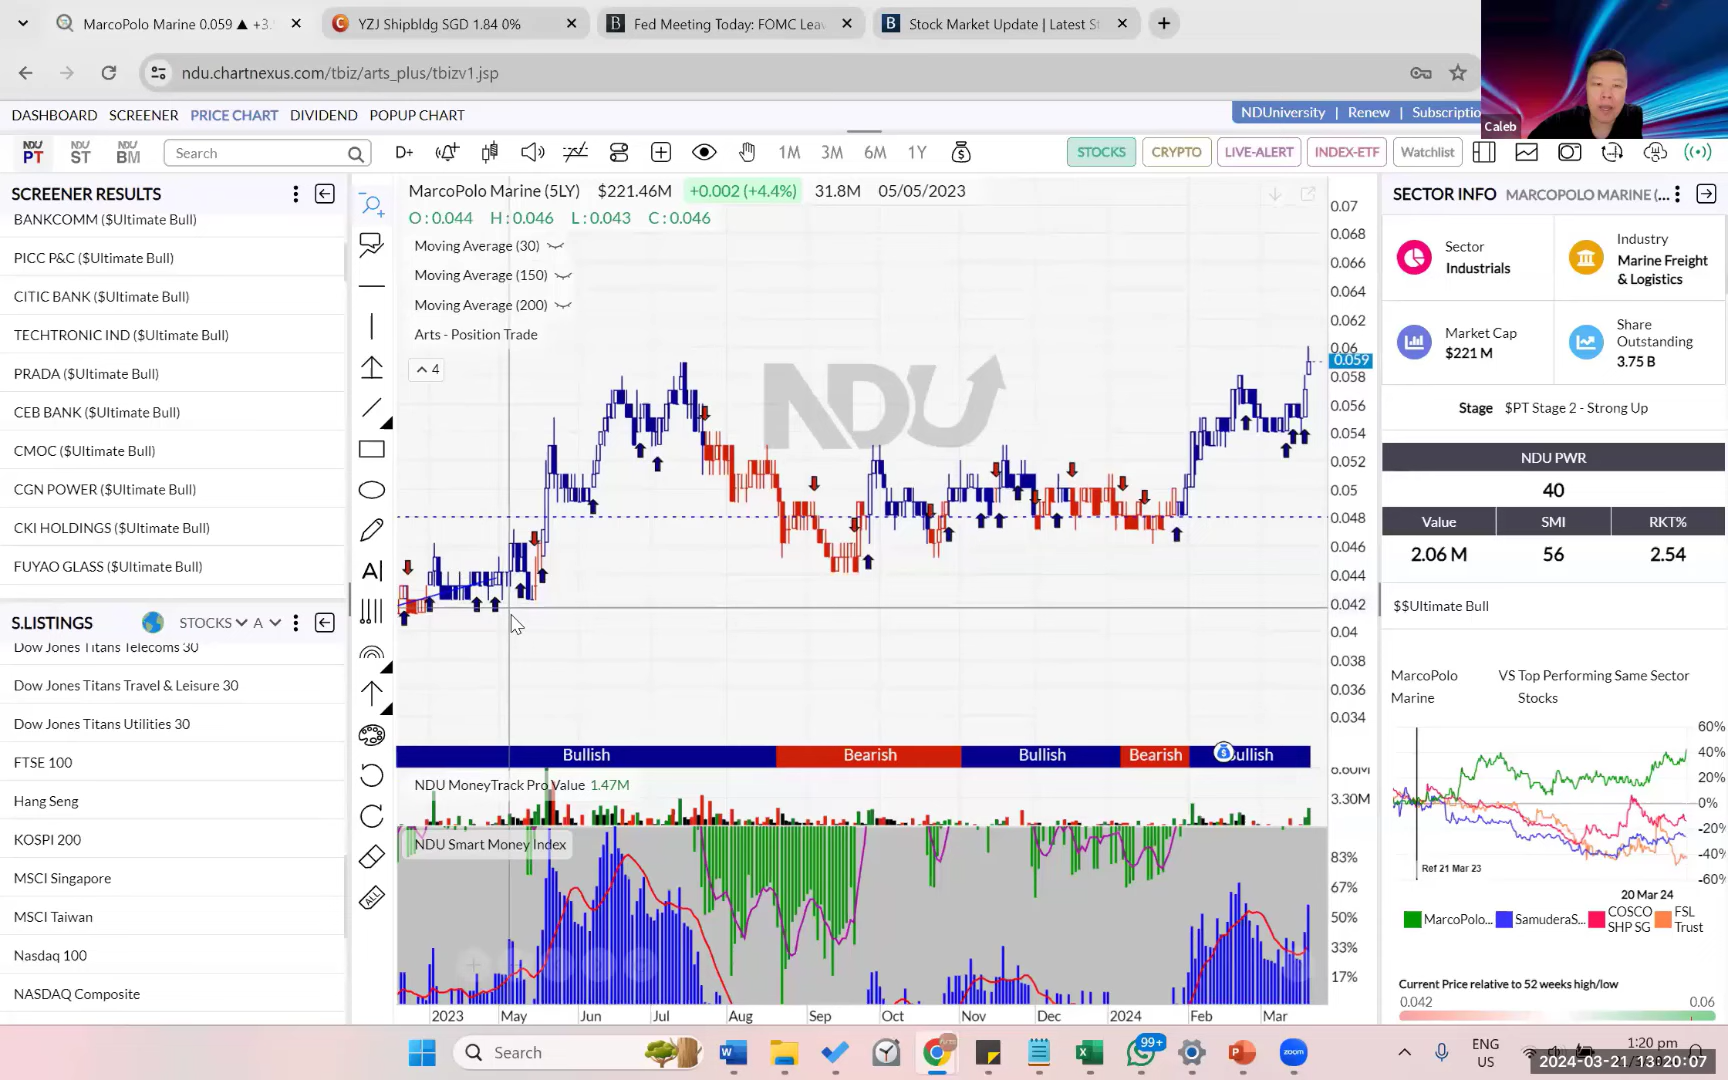 MarcoPolo Marine 0.059 ▲ +3.
YZJ Shipbldg SGD 1.84 0%
Fed Meeting Today: FOMC Leav
Stock Market Update | Latest St
ndu.chartnexus.com/tbiz/arts_plus/tbizv1.jsp
Caleb
DASHBOARD SCREENER PRICE CHART DIVIDEND POPUP CHART
NDUniversity | Renew | Subscriptio
NDU PT NDU ST NDU BM
Search
D+
1M 3M 6M 1Y
STOCKS CRYPTO LIVE-ALERT INDEX-ETF Watchlist
SCREENER RESULTS
BANKCOMM ($Ultimate Bull)
PICC P&C ($Ultimate Bull)
CITIC BANK ($Ultimate Bull)
TECHTRONIC IND ($Ultimate Bull)
PRADA ($Ultimate Bull)
CEB BANK ($Ultimate Bull)
CMOC ($Ultimate Bull)
CGN POWER ($Ultimate Bull)
CKI HOLDINGS ($Ultimate Bull)
FUYAO GLASS ($Ultimate Bull)
S.LISTINGS STOCKS A
Dow Jones Titans Telecoms 30
Dow Jones Titans Travel & Leisure 30
Dow Jones Titans Utilities 30
FTSE 100
Hang Seng
KOSPI 200
MSCI Singapore
MSCI Taiwan
Nasdaq 100
NASDAQ Composite
AI
ALL
MarcoPolo Marine (5LY) $221.46M +0.002 (+4.4%) 31.8M 05/05/2023
O : 0.044 H : 0.046 L : 0.043 C : 0.046
Moving Average (30)
Moving Average (150)
Moving Average (200)
Arts - Position Trade
4
NDU
0.07
0.068
0.066
0.064
0.062
0.06
0.059
0.058
0.056
0.054
0.052
0.05
0.048
0.046
0.044
0.042
0.04
0.038
0.036
0.034
Bullish Bearish Bullish Bearish Bullish
NDU MoneyTrack Pro Value 1.47M
6.60M
3.30M
NDU Smart Money Index
83%
67%
50%
33%
17%
2023 May Jun Jul Aug Sep Oct Nov Dec 2024 Feb Mar
SECTOR INFO MARCOPOLO MARINE (...
Sector
Industrials
Industry
Marine Freight
& Logistics
Market Cap
$221 M
Share
Outstanding
3.75 B
Stage $PT Stage 2 - Strong Up
NDU PWR
40
Value SMI RKT%
2.06 M 56 2.54
$$Ultimate Bull
MarcoPolo
Marine
VS Top Performing Same Sector
Stocks
60%
40%
20%
0%
-20%
-40%
-60%
Ref 21 Mar 23
20 Mar 24
MarcoPolo...
SamuderaS...
COSCO
SHP SG
FSL
Trust
Current Price relative to 52 weeks high/low
0.042 0.06
Search
99+
zoom
ENG
US
1:20 pm
2024-03-21 13:20:07